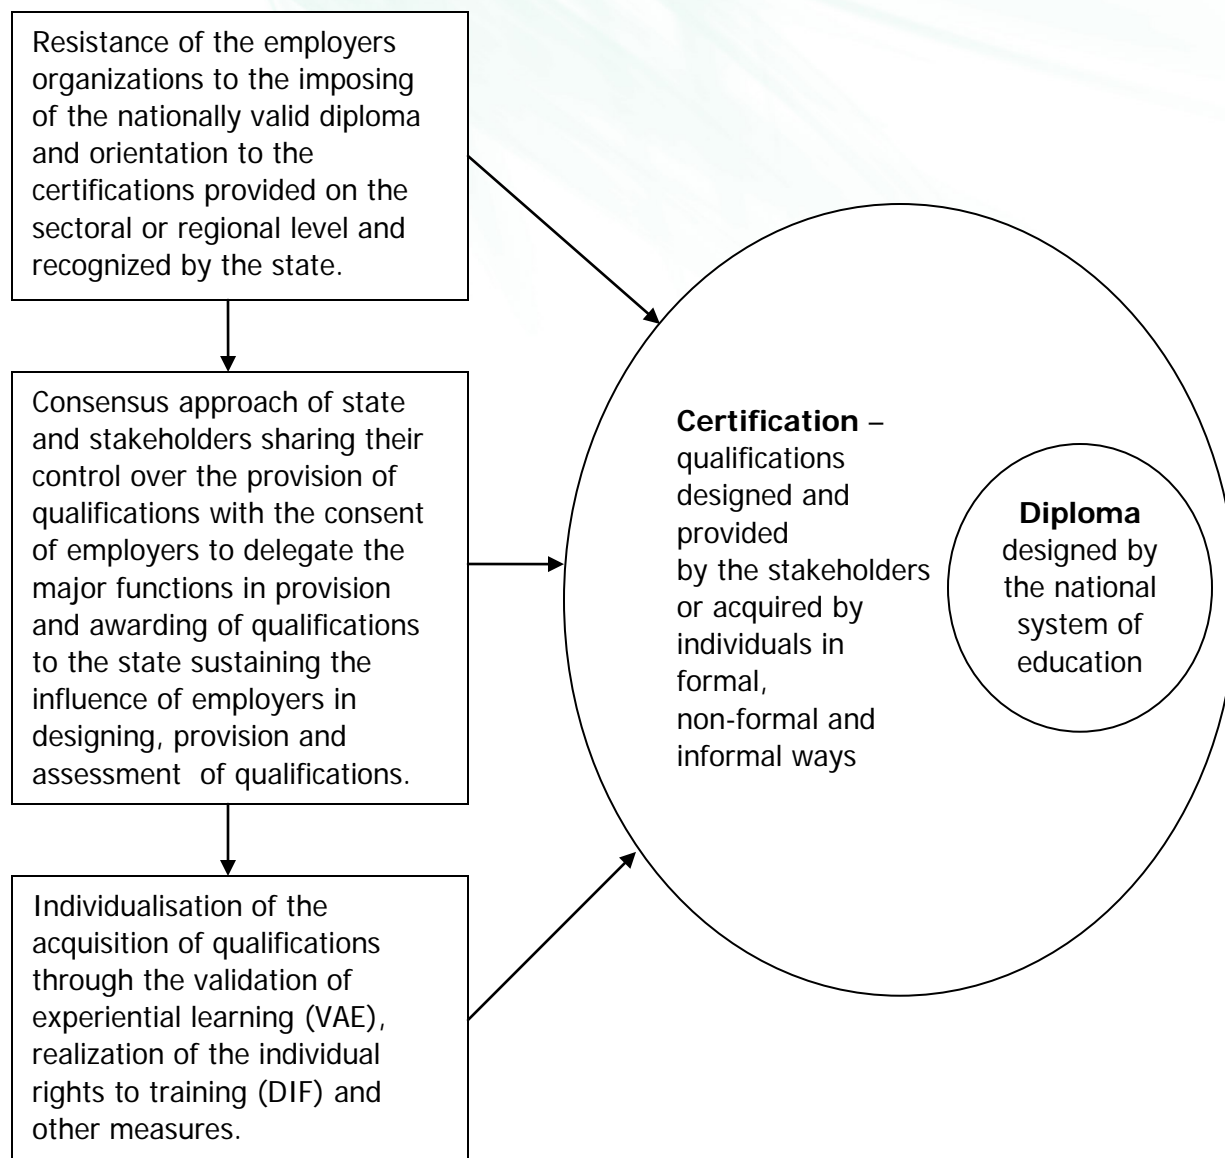 Resistance of the employers
organizations to the imposing
of the nationally valid diploma
and orientation to the
certifications provided on the
sectoral or regional level and
recognized by the state.
Consensus approach of state
and stakeholders sharing their
control over the provision of
qualifications with the consent
of employers to delegate the
major functions in provision
and awarding of qualifications
to the state sustaining the
influence of employers in
designing, provision and
assessment  of qualifications.
Individualisation of the
acquisition of qualifications
through the validation of
experiential learning (VAE),
realization of the individual
rights to training (DIF) and
other measures.
Certification –
qualifications
designed and
provided
by the stakeholders
or acquired by
individuals in
formal,
non-formal and
informal ways
Diploma
designed by
the national
system of
education